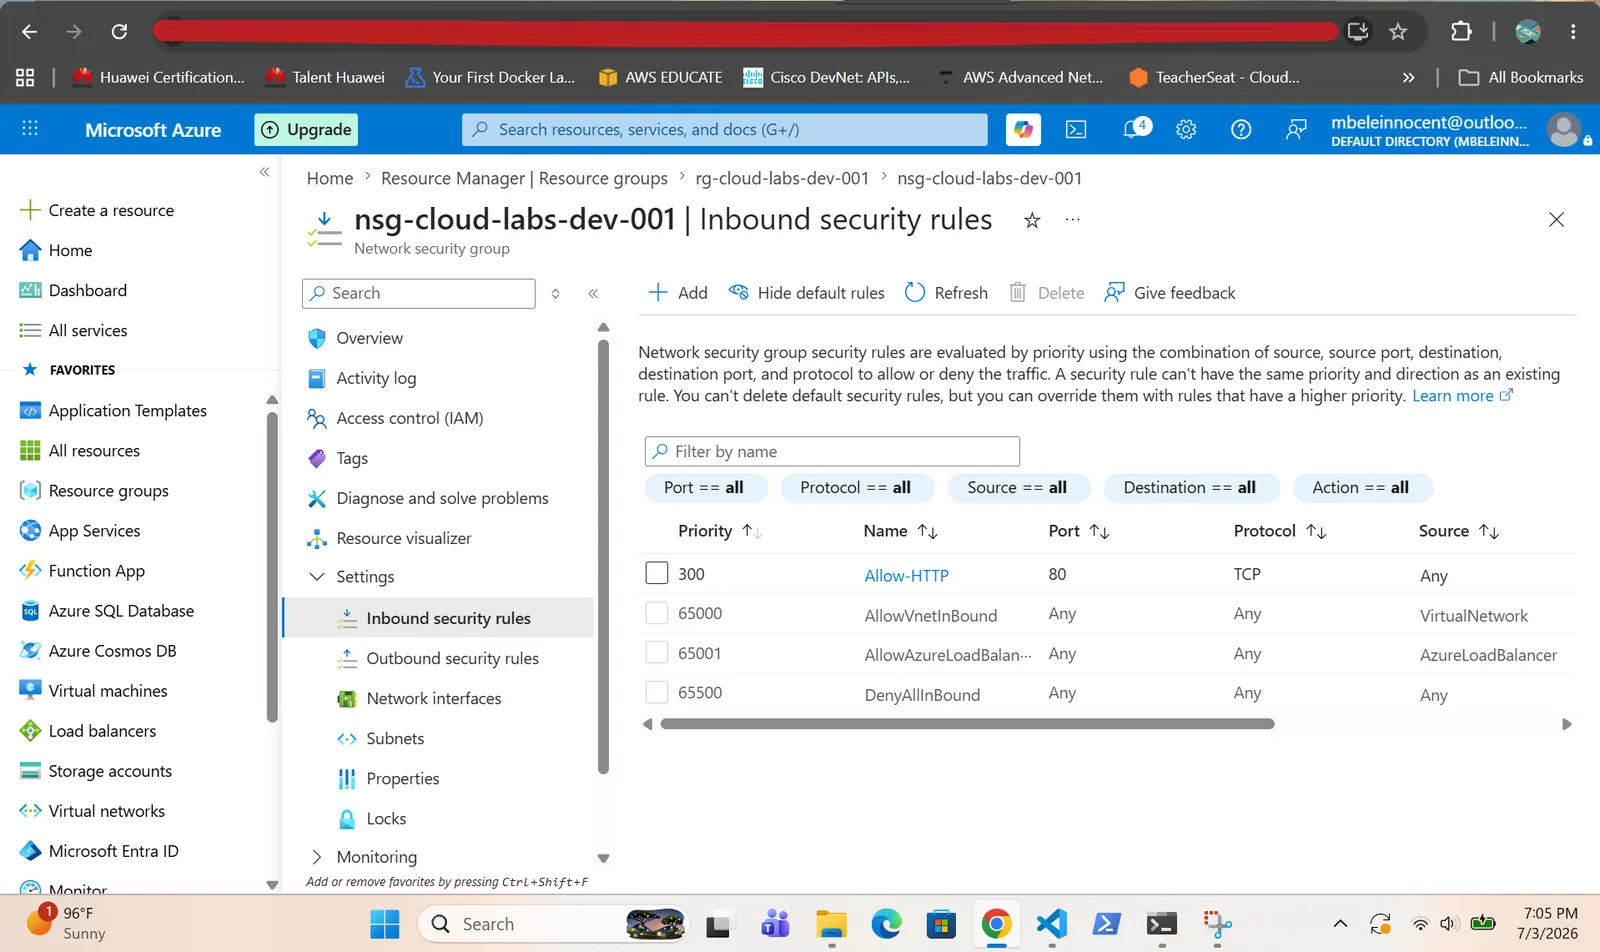 Huawei Certification...
Talent Huawei
Your First Docker La...
AWS EDUCATE
Cisco DevNet: APIs,...
AWS Advanced Net...
TeacherSeat - Cloud...
»
All Bookmarks
Microsoft Azure
Upgrade
Search resources, services, and docs (G+/)
4
mbeleinnocent@outloo...
DEFAULT DIRECTORY (MBELEINN...
Create a resource
Home
Dashboard
All services
FAVORITES
Application Templates
All resources
Resource groups
App Services
Function App
Azure SQL Database
Azure Cosmos DB
Virtual machines
Load balancers
Storage accounts
Virtual networks
Microsoft Entra ID
Monitor
Home > Resource Manager | Resource groups > rg-cloud-labs-dev-001 > nsg-cloud-labs-dev-001
nsg-cloud-labs-dev-001 | Inbound security rules
Network security group
Search
Overview
Activity log
Access control (IAM)
Tags
Diagnose and solve problems
Resource visualizer
Settings
Inbound security rules
Outbound security rules
Network interfaces
Subnets
Properties
Locks
Monitoring
Add or remove favorites by pressing Ctrl+Shift+F
Add Hide default rules Refresh Delete Give feedback
Network security group security rules are evaluated by priority using the combination of source, source port, destination,
destination port, and protocol to allow or deny the traffic. A security rule can't have the same priority and direction as an existing
rule. You can't delete default security rules, but you can override them with rules that have a higher priority. Learn more
Filter by name
Port == all Protocol == all Source == all Destination == all Action == all
Priority Name Port Protocol Source
300 Allow-HTTP 80 TCP Any
65000 AllowVnetInBound Any Any VirtualNetwork
65001 AllowAzureLoadBalan... Any Any AzureLoadBalancer
65500 DenyAllInBound Any Any Any
1
96°F
Sunny
Search
7:05 PM
7/3/2026